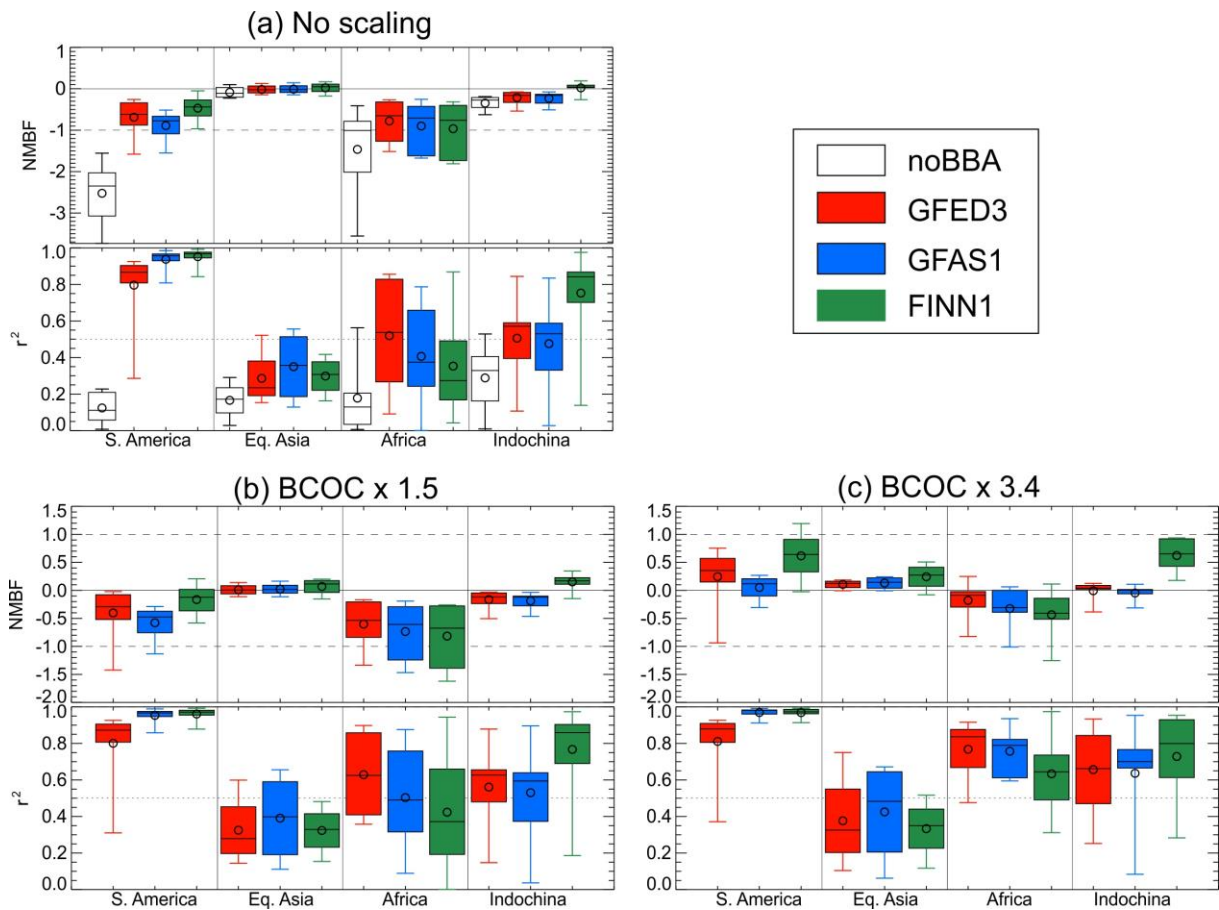 (a) No scaling
1
0
-1
-2
-3
NMBF
1.0
0.8
0.6
0.4
0.2
0.0
r²
S. America Eq. Asia Africa Indochina
noBBA
GFED3
GFAS1
FINN1
(b) BCOC x 1.5
1.5
1.0
0.5
0.0
-0.5
-1.0
-1.5
-2.0
NMBF
1.0
0.8
0.6
0.4
0.2
0.0
r²
S. America Eq. Asia Africa Indochina
(c) BCOC x 3.4
1.5
1.0
0.5
0.0
-0.5
-1.0
-1.5
-2.0
NMBF
1.0
0.8
0.6
0.4
0.2
0.0
r²
S. America Eq. Asia Africa Indochina